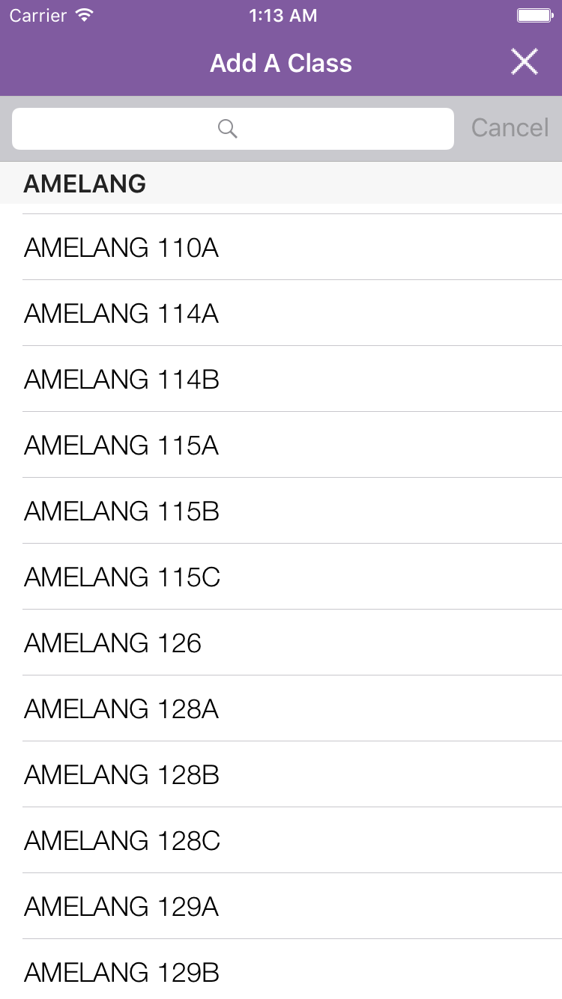 Carrier 1:13 AM
Add A Class
Cancel
AMELANG
AMELANG 110A
AMELANG 114A
AMELANG 114B
AMELANG 115A
AMELANG 115B
AMELANG 115C
AMELANG 126
AMELANG 128A
AMELANG 128B
AMELANG 128C
AMELANG 129A
AMELANG 129B